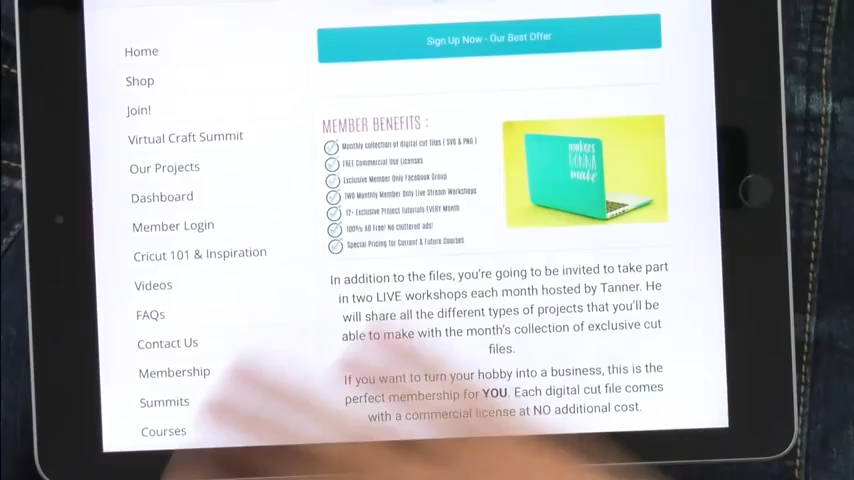 Home
Shop
Join!
Virtual Craft Summit
Our Projects
Dashboard
Member Login
Cricut 101 & Inspiration
Videos
FAQs
Contact Us
Membership
Summits
Courses
Sign Up Now - Our Best Offer
MEMBER BENEFITS :
Monthly collection of digital cut files ( SVG & PNG )
FREE Commercial Use Licenses
Exclusive Member Only Facebook Group
TWO Monthly Member Only Live Stream Workshops
12+ Exclusive Project Tutorials EVERY Month
100% AD Free! No cluttered ads!
Special Pricing for Current & Future Courses
makers
GONNA
make
In addition to the files, you're going to be invited to take part
in two LIVE workshops each month hosted by Tanner. He
will share all the different types of projects that you'll be
able to make with the month's collection of exclusive cut
files.
If you want to turn your hobby into a business, this is the
perfect membership for YOU. Each digital cut file comes
with a commercial license at NO additional cost.